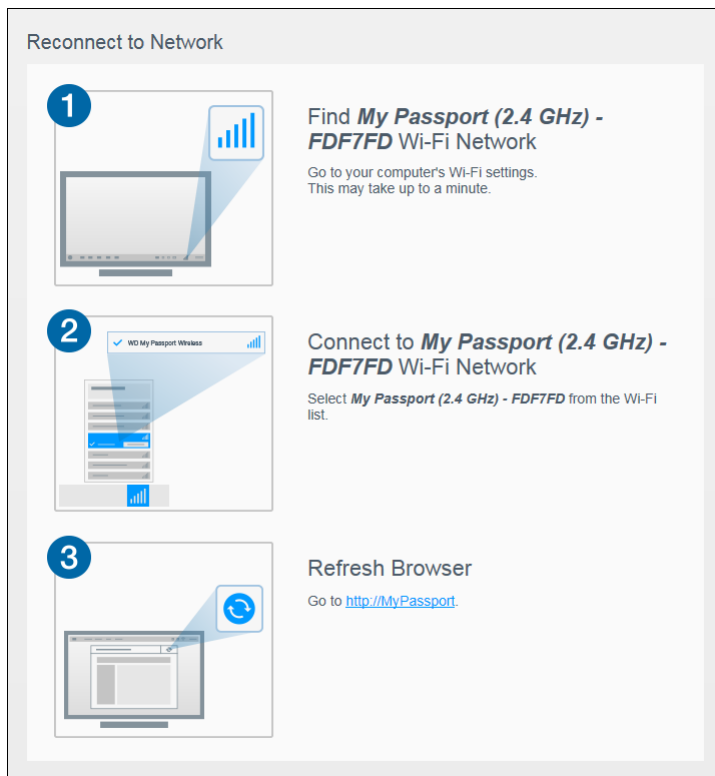 Reconnect to Network
1
Find My Passport (2.4 GHz) -
FDF7FD Wi-Fi Network
Go to your computer's Wi-Fi settings.
This may take up to a minute.
2
WD My Passport Wireless
Connect to My Passport (2.4 GHz) -
FDF7FD Wi-Fi Network
Select My Passport (2.4 GHz) - FDF7FD from the Wi-Fi
list.
3
Refresh Browser
Go to http://MyPassport.